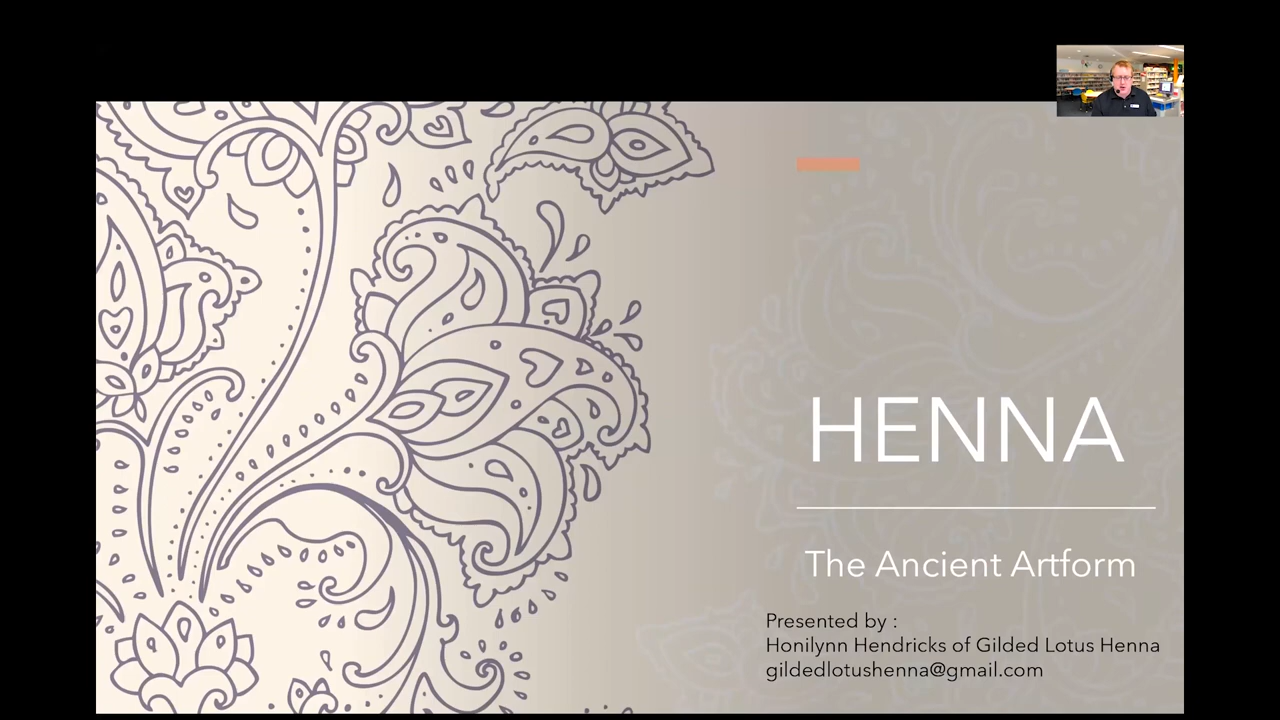 HENNA
The Ancient Artform
Presented by :
Honilynn Hendricks of Gilded Lotus Henna
gildedlotushenna@gmail.com